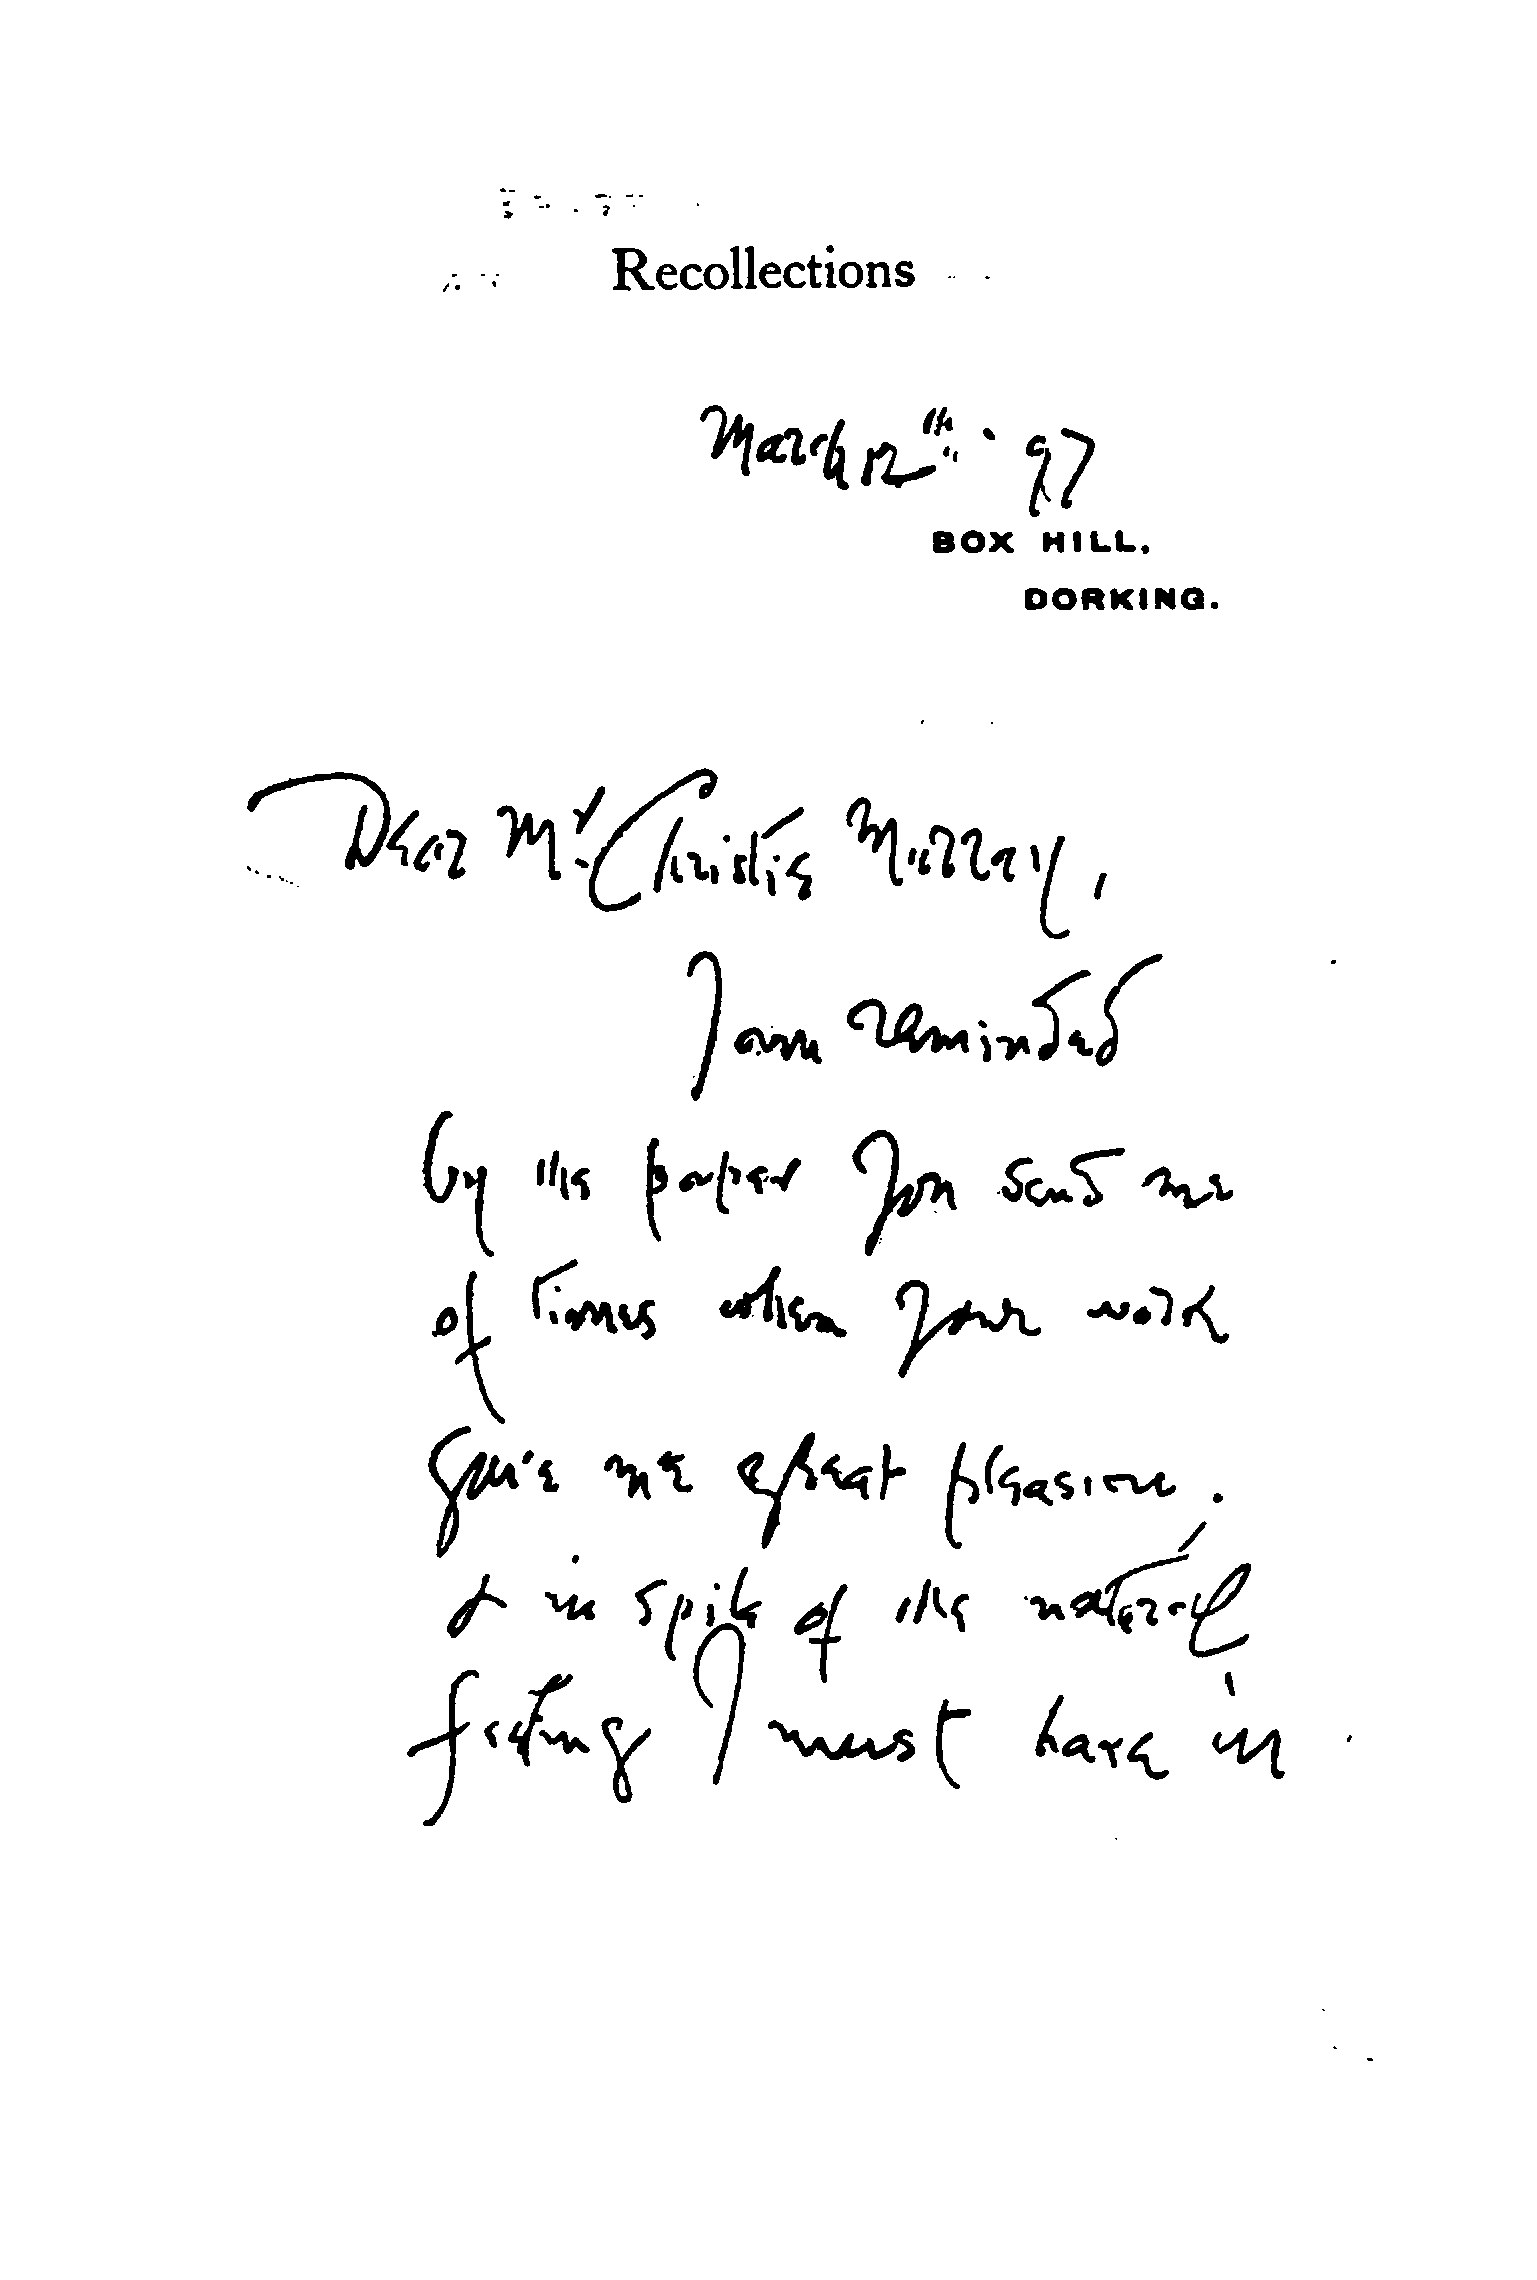 Recollections
March 12th. 97
BOX HILL,
DORKING.
Dear Mr. Christie Murray,
I am reminded
by the paper you send me
of times when your work
gave me great pleasure.
& in spite of the natural
feeling I must have in